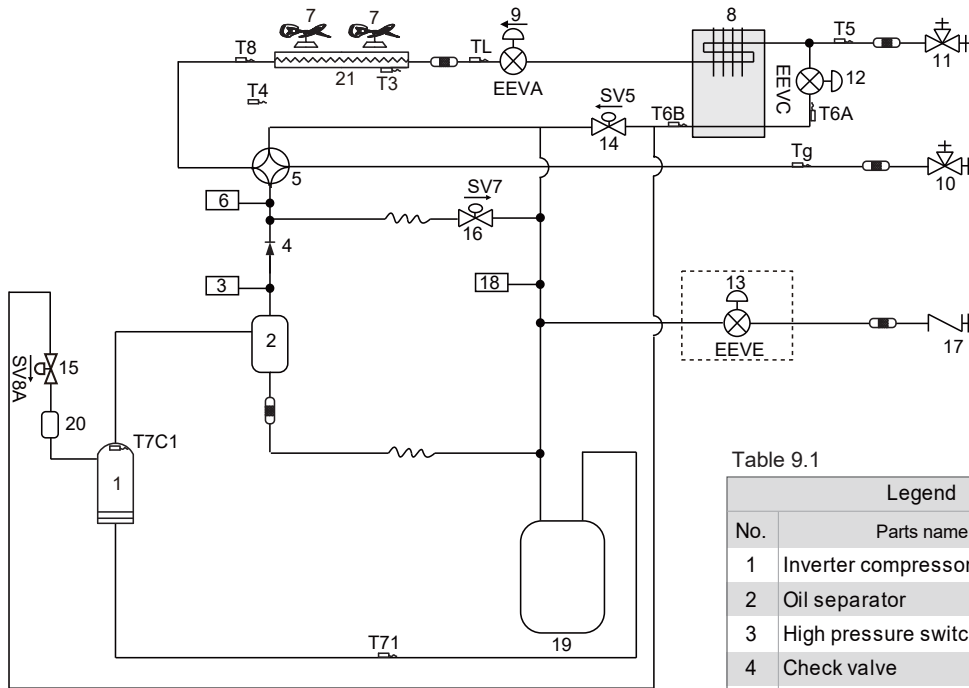 7
7
9
8
T5
T8
TL
11
EEVC
12
21
T3
EEVA
T4
SV5
T6B
T6A
14
Tg
5
10
6
SV7
16
4
3
18
13
2
EEVE
17
SV8A
15
20
T7C1
1
T71
19
Table 9.1
Legend
No. Parts name
1 Inverter compressor
2 Oil separator
3 High pressure switc
4 Check valve